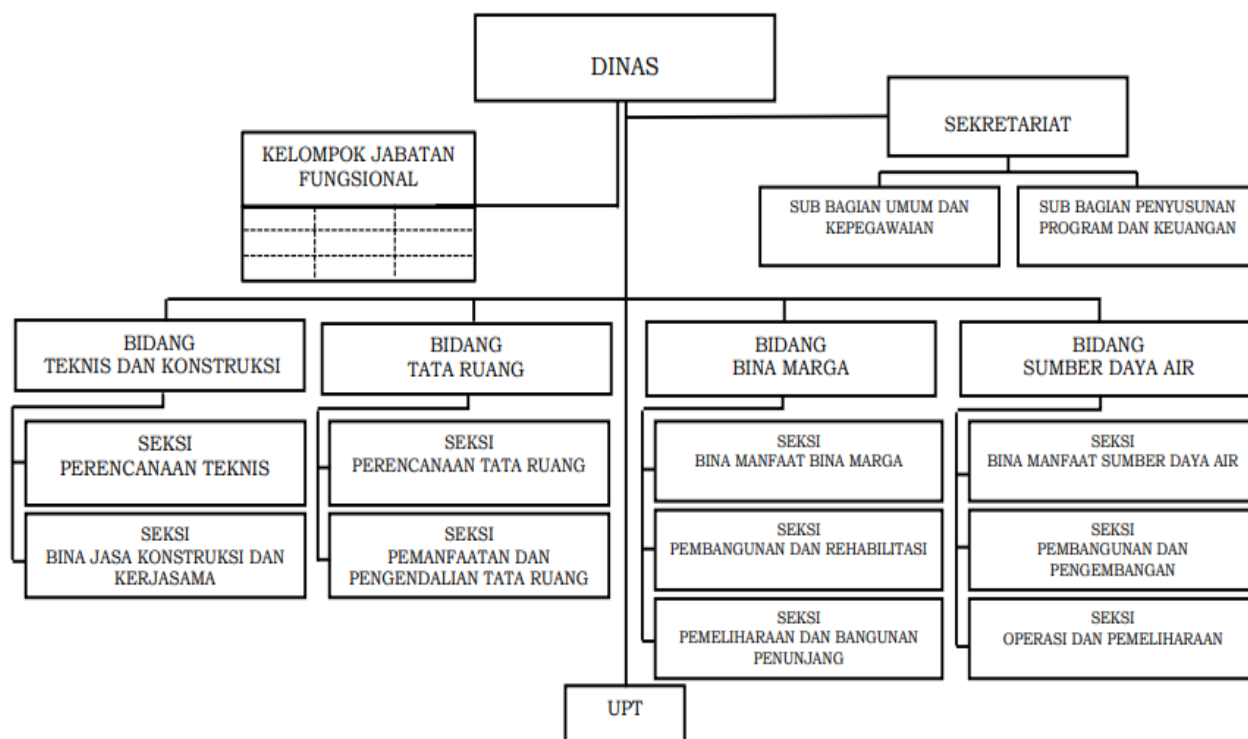 DINAS
SEKRETARIAT
KELOMPOK JABATAN
FUNGSIONAL
SUB BAGIAN UMUM DAN
KEPEGAWAIAN
SUB BAGIAN PENYUSUNAN
PROGRAM DAN KEUANGAN
BIDANG
TEKNIS DAN KONSTRUKSI
BIDANG
TATA RUANG
BIDANG
BINA MARGA
BIDANG
SUMBER DAYA AIR
SEKSI
PERENCANAAN TEKNIS
SEKSI
PERENCANAAN TATA RUANG
SEKSI
BINA MANFAAT BINA MARGA
SEKSI
BINA MANFAAT SUMBER DAYA AIR
SEKSI
BINA JASA KONSTRUKSI DAN
KERJASAMA
SEKSI
PEMANFAATAN DAN
PENGENDALIAN TATA RUANG
SEKSI
PEMBANGUNAN DAN REHABILITASI
SEKSI
PEMBANGUNAN DAN
PENGEMBANGAN
SEKSI
PEMELIHARAAN DAN BANGUNAN
PENUNJANG
SEKSI
OPERASI DAN PEMELIHARAAN
UPT